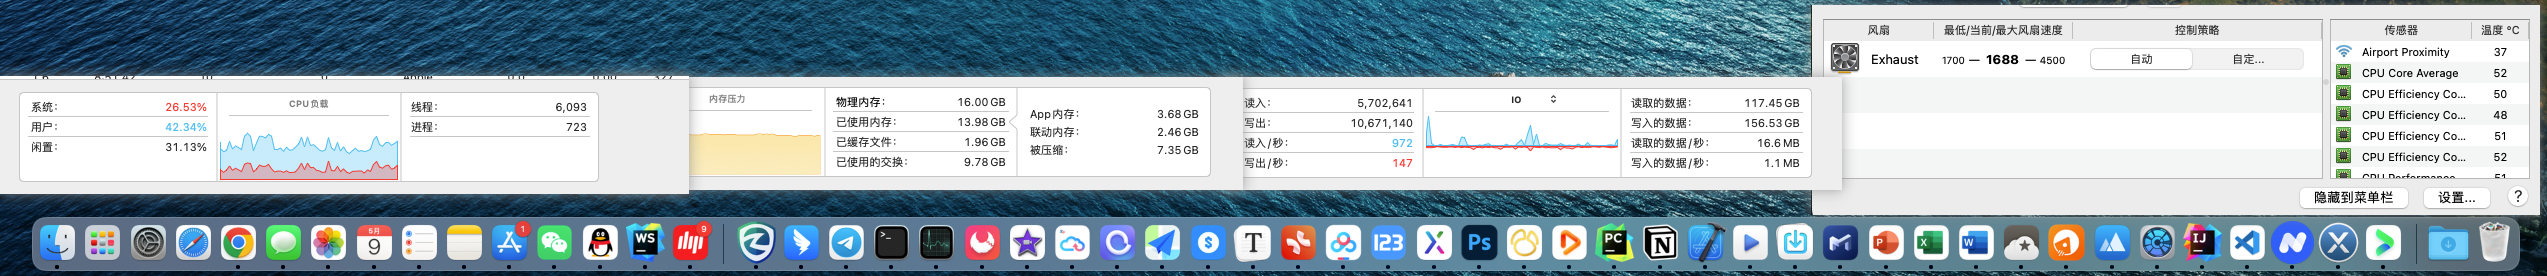 系统: 26.53%
用户: 42.34%
闲置: 31.13%
CPU负载
线程: 6,093
进程: 723
内存压力
物理内存: 16.00 GB
已使用内存: 13.98 GB
已缓存文件: 1.96 GB
已使用的交换: 9.78 GB
App内存: 3.68 GB
联动内存: 2.46 GB
被压缩: 7.35 GB
读入: 5,702,641
写出: 10,671,140
读入/秒: 972
写出/秒: 147
IO
读取的数据: 117.45 GB
写入的数据: 156.53 GB
读取的数据/秒: 16.6 MB
写入的数据/秒: 1.1 MB
风扇 最低/当前/最大风扇速度 控制策略
Exhaust 1700 — 1688 — 4500 自动 自定...
传感器 温度 °C
Airport Proximity 37
CPU Core Average 52
CPU Efficiency Co... 50
CPU Efficiency Co... 48
CPU Efficiency Co... 51
CPU Efficiency Co... 52
CPU Performance 51
隐藏到菜单栏 设置... ?
5月
9
1
WS
9
>_
T
123
Ps
PC
N
P
X
W
IJ